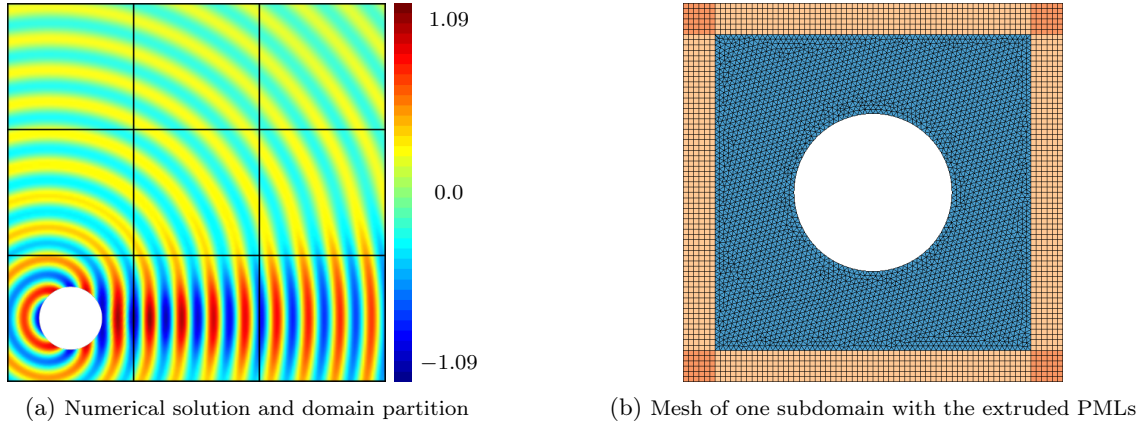 1.09
0.0
−1.09
(a) Numerical solution and domain partition
(b) Mesh of one subdomain with the extruded PMLs